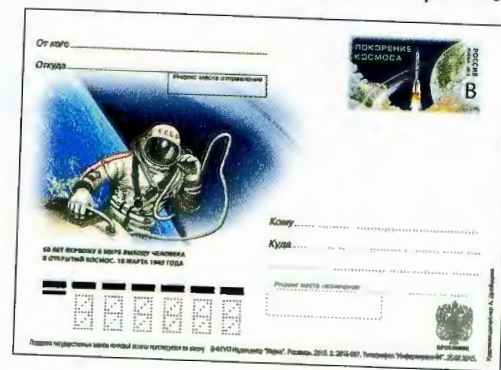 От кого
Откуда
Индекс места отправления
ПОКОРЕНИЕ
КОСМОСА
РОССИЯ
В
СССР
50 ЛЕТ ПЕРВОМУ В МИРЕ ВЫХОДУ ЧЕЛОВЕКА
В ОТКРЫТЫЙ КОСМОС. 18 МАРТА 1965 ГОДА
Кому
Куда
Индекс места назначения